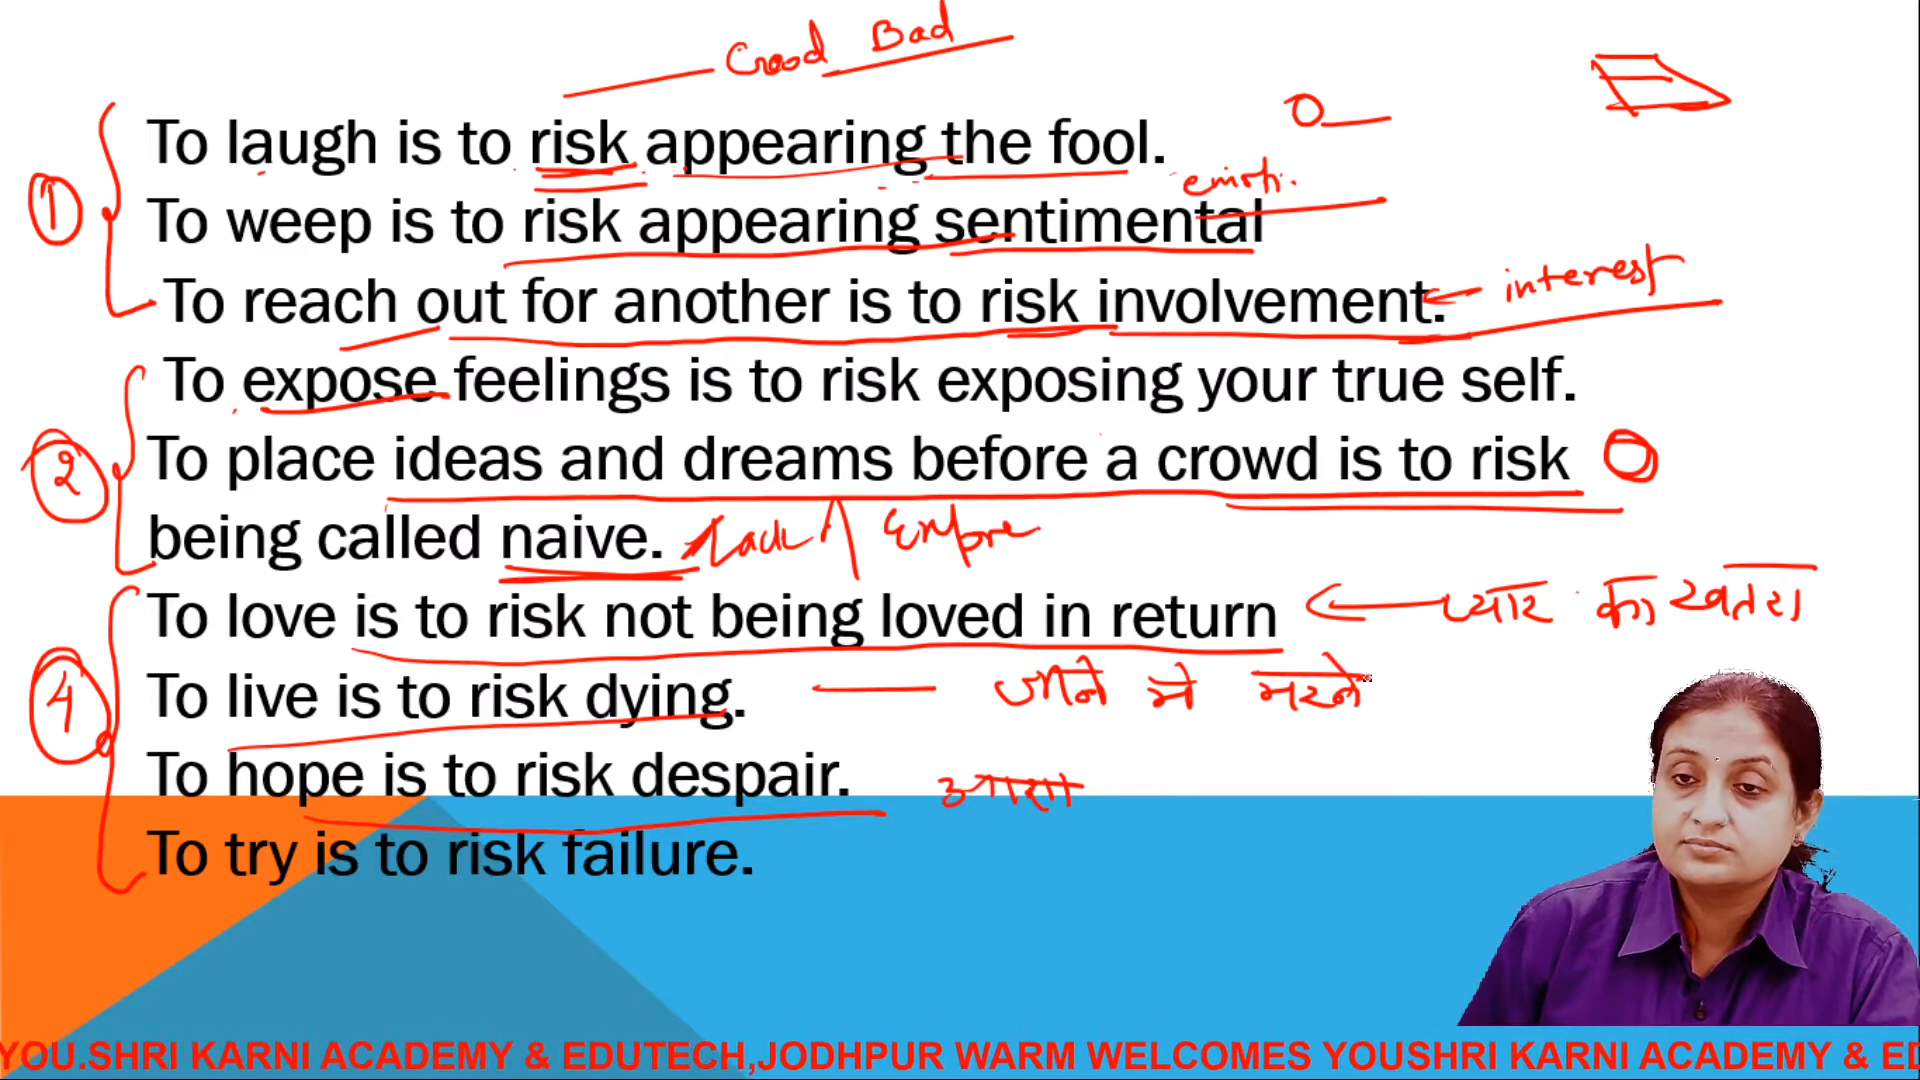 Good Bad
To laugh is to risk appearing the fool.
emoti.
To weep is to risk appearing sentimental
① To reach out for another is to risk involvement. interest
To expose feelings is to risk exposing your true self.
② To place ideas and dreams before a crowd is to risk
being called naive. lack
To love is to risk not being loved in return प्यार का खतरा
④ To live is to risk dying. जीने में मरने
To hope is to risk despair. आशा
To try is to risk failure.
YOU.SHRI KARNI ACADEMY & EDUTECH,JODHPUR WARM WELCOMES YOUSHRI KARNI ACADEMY & ED